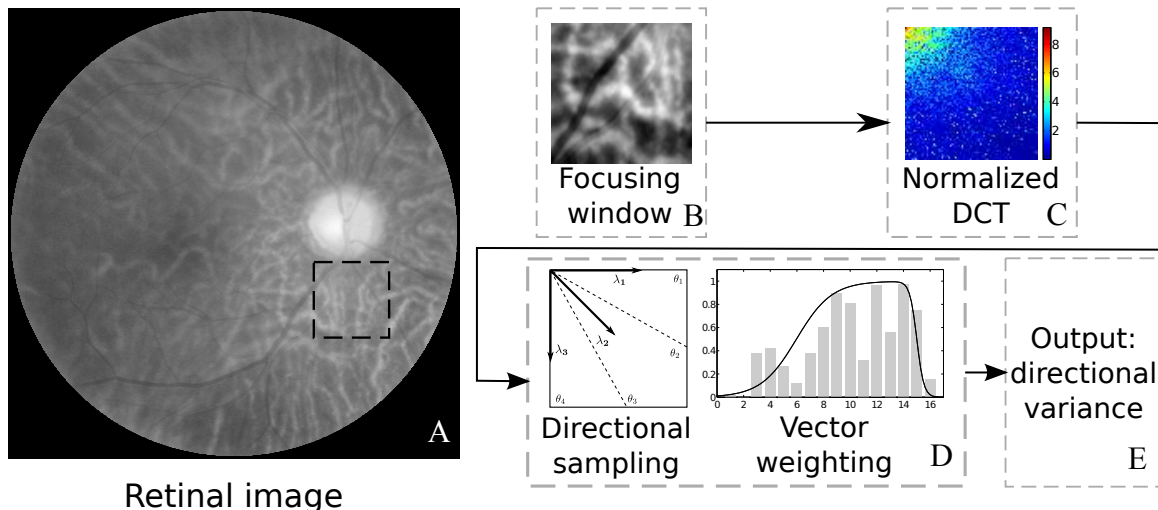 A
Retinal image
Focusing
window
B
8
6
4
2
Normalized
DCT
C
λ1
θ1
λ2
θ2
λ3
θ4
θ3
Directional
sampling
1
0.8
0.6
0.4
0.2
0
0 2 4 6 8 10 12 14 16
Vector
weighting
D
Output:
directional
variance
E